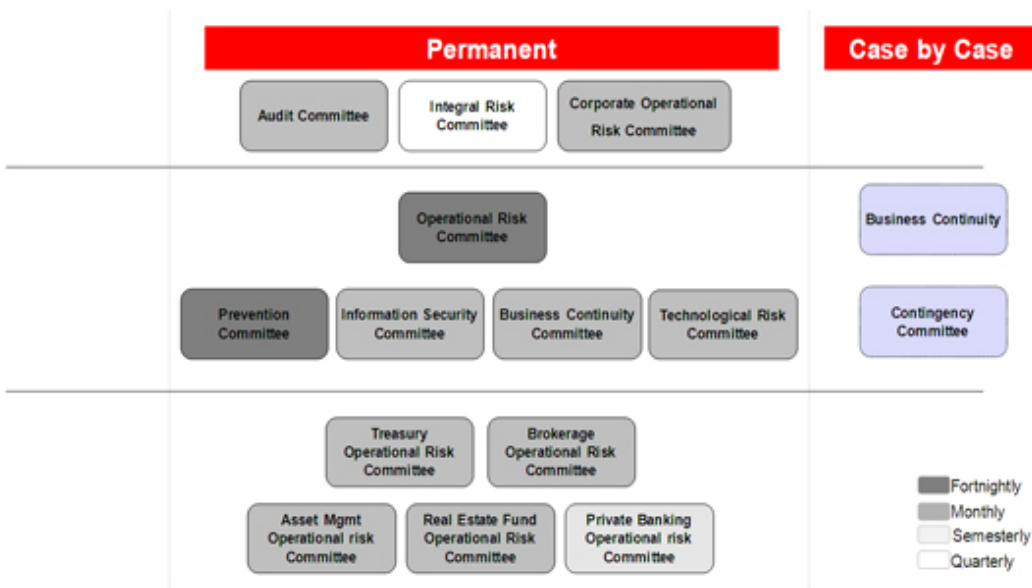 Permanent
Case by Case
Audit Committee
Integral Risk
Committee
Corporate Operational
Risk Committee
Operational Risk
Committee
Business Continuity
Prevention
Committee
Information Security
Committee
Business Continuity
Committee
Technological Risk
Committee
Contingency
Committee
Treasury
Operational Risk
Committee
Brokerage
Operational Risk
Committee
Asset Mgmt
Operational risk
Committee
Real Estate Fund
Operational Risk
Committee
Private Banking
Operational risk
Committee
Fortnightly
Monthly
Semesterly
Quarterly